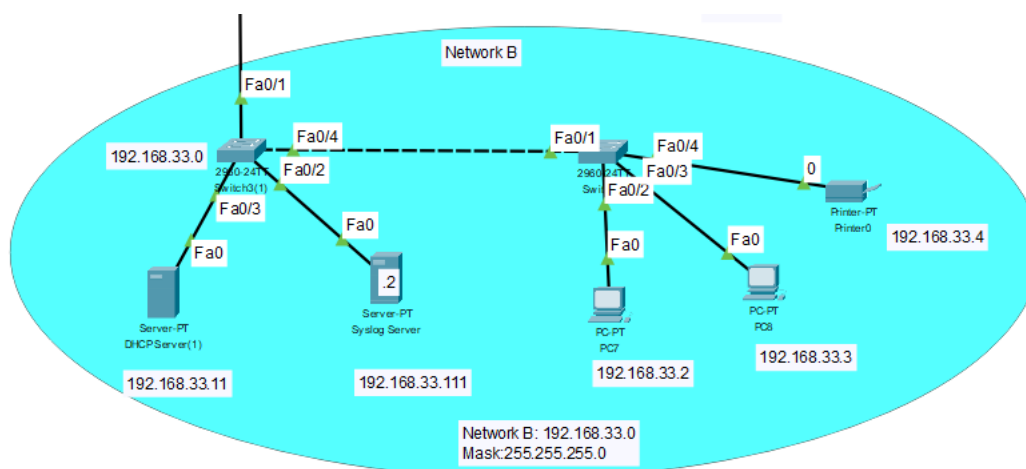 Network B
Fa0/1
Fa0/4
Fa0/1
Fa0/4
192.168.33.0
Fa0/2
Fa0/3
0
Switch3(1)
Fa0/2
Fa0/3
Printer-PT
Printer0
192.168.33.4
Fa0
Fa0
Fa0
Fa0
.2
Server-PT
DHCP Server(1)
Server-PT
Syslog Server
PC-PT
PC7
PC-PT
PC8
192.168.33.11
192.168.33.111
192.168.33.2
192.168.33.3
Network B: 192.168.33.0
Mask:255.255.255.0